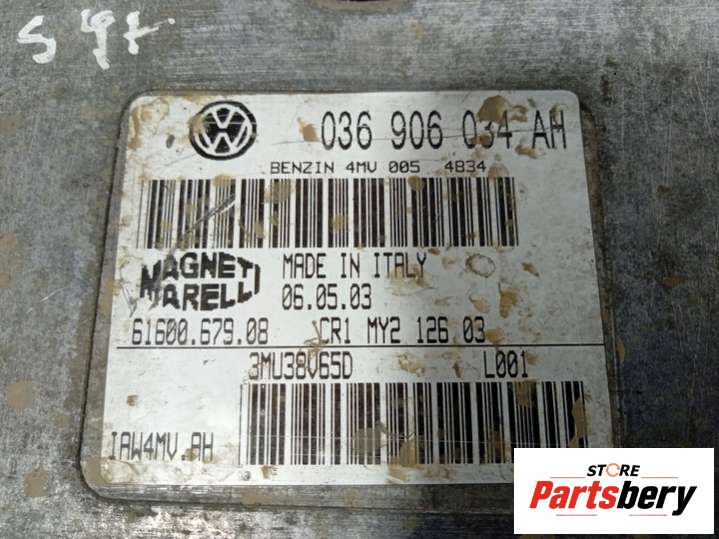 S 97
036 906 034 AH
BENZIN 4MV 005 4834
MAGNETI
MARELLI
MADE IN ITALY
06.05.03
61600.679.08 CR1 MY2 126 03
3MU38V65D L001
IAW4MV.AH
STORE
Partsbery